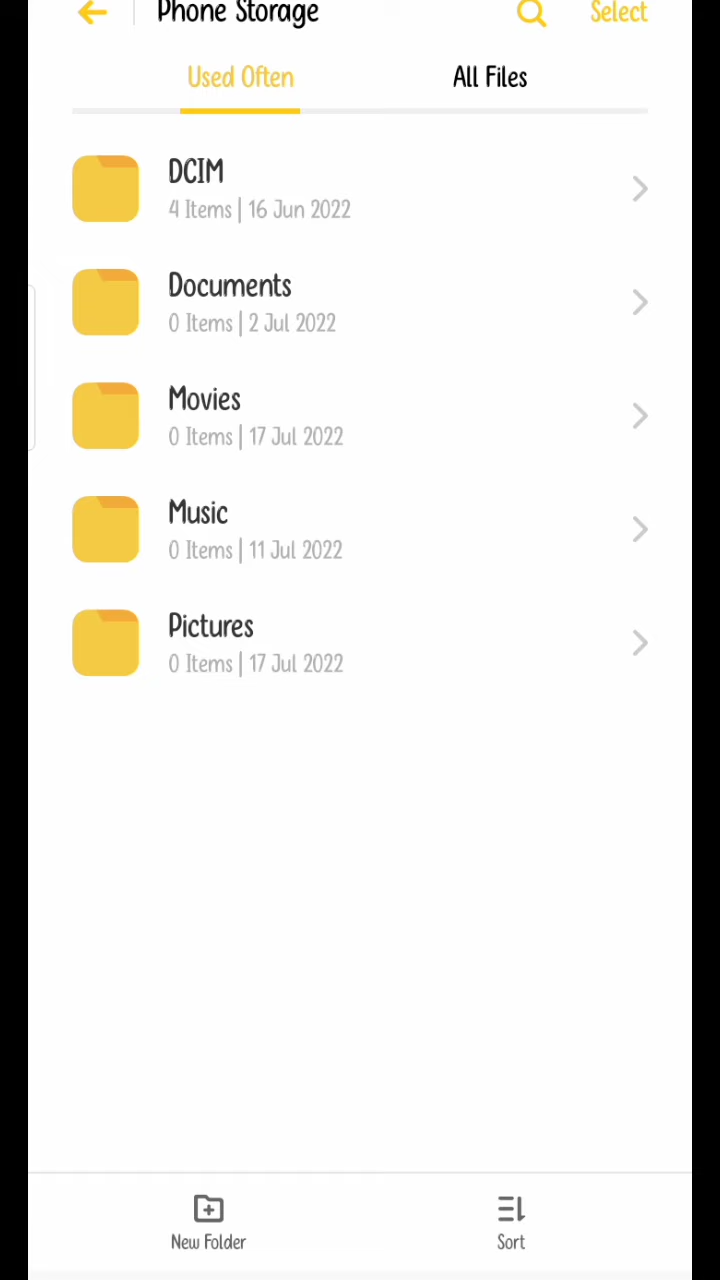 Phone Storage
Select
Used Often
All Files
DCIM
4 Items | 16 Jun 2022
Documents
0 Items | 2 Jul 2022
Movies
0 Items | 17 Jul 2022
Music
0 Items | 11 Jul 2022
Pictures
0 Items | 17 Jul 2022
New Folder
Sort